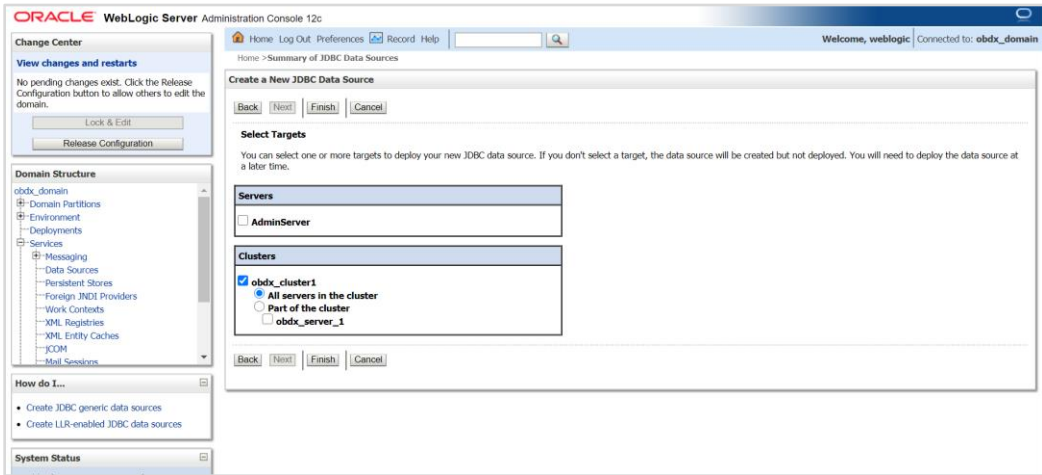 ORACLE WebLogic Server Administration Console 12c
Change Center
View changes and restarts
No pending changes exist. Click the Release
Configuration button to allow others to edit the
domain.
Lock & Edit
Release Configuration
Domain Structure
obdx_domain
Domain Partitions
Environment
Deployments
Services
Messaging
Data Sources
Persistent Stores
Foreign JNDI Providers
Work Contexts
XML Registries
XML Entity Caches
jCOM
Mail Sessions
How do I...
Create JDBC generic data sources
Create LLR-enabled JDBC data sources
System Status
Home Log Out Preferences Record Help
Welcome, weblogic Connected to: obdx_domain
Home >Summary of JDBC Data Sources
Create a New JDBC Data Source
Back Next Finish Cancel
Select Targets
You can select one or more targets to deploy your new JDBC data source. If you don't select a target, the data source will be created but not deployed. You will need to deploy the data source at
a later time.
Servers
AdminServer
Clusters
obdx_cluster1
All servers in the cluster
Part of the cluster
obdx_server_1
Back Next Finish Cancel